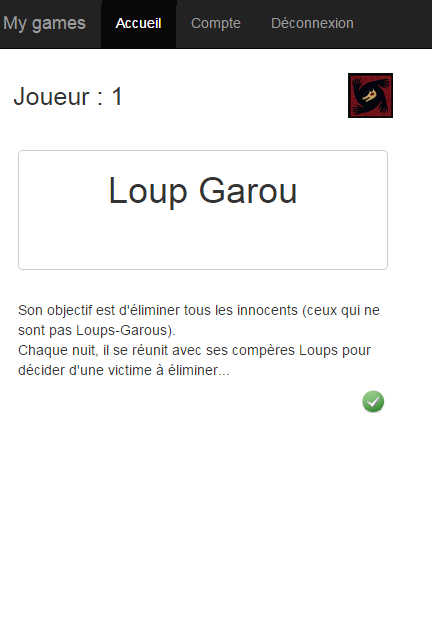 My games Accueil Compte Déconnexion
Joueur : 1
Loup Garou
Son objectif est d'éliminer tous les innocents (ceux qui ne
sont pas Loups-Garous).
Chaque nuit, il se réunit avec ses compères Loups pour
décider d'une victime à éliminer...